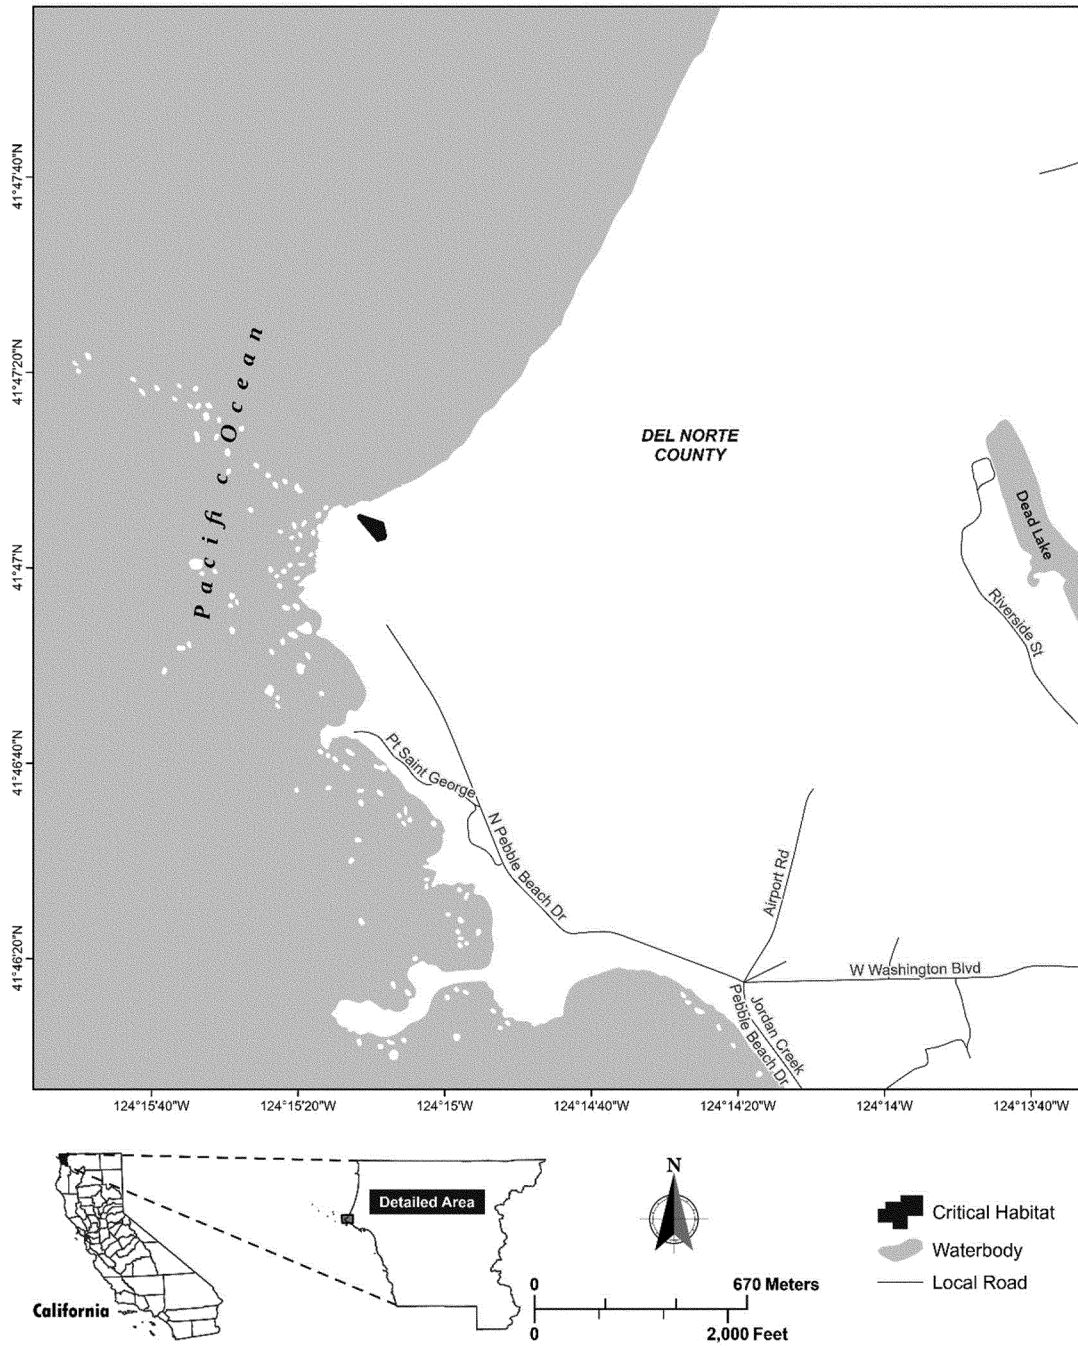 41°47'40"N
41°47'20"N
41°47'N
41°46'40"N
41°46'20"N
Pacific Ocean
DEL NORTE
COUNTY
Dead Lake
Riverside St
Pt Saint George
N Pebble Beach Dr
Airport Rd
W Washington Blvd
Jordan Creek
Pebble Beach Dr
124°15'40"W
124°15'20"W
124°15'W
124°14'40"W
124°14'20"W
124°14'W
124°13'40"W
Detailed Area
California
N
0
670 Meters
0
2,000 Feet
Critical Habitat
Waterbody
Local Road